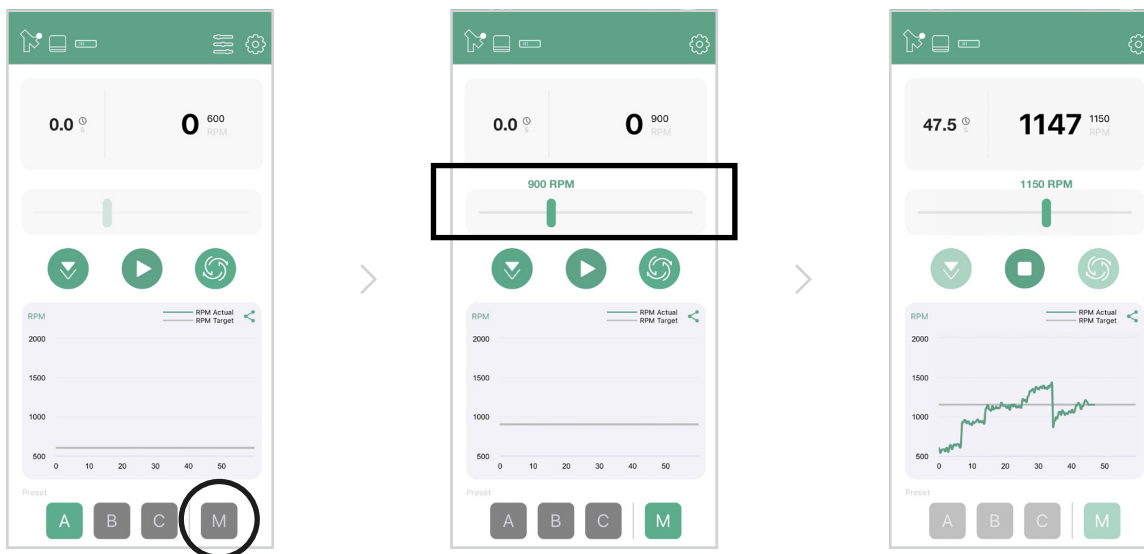 0.0 s 0 600 RPM
RPM
RPM Actual
RPM Target
2000
1500
1000
500
0 10 20 30 40 50
Preset
A B C M
0.0 s 0 900 RPM
900 RPM
RPM
RPM Actual
RPM Target
2000
1500
1000
500
0 10 20 30 40 50
A B C M
47.5 s 1147 1150 RPM
1150 RPM
RPM
RPM Actual
RPM Target
2000
1500
1000
500
0 10 20 30 40 50
Preset
A B C M